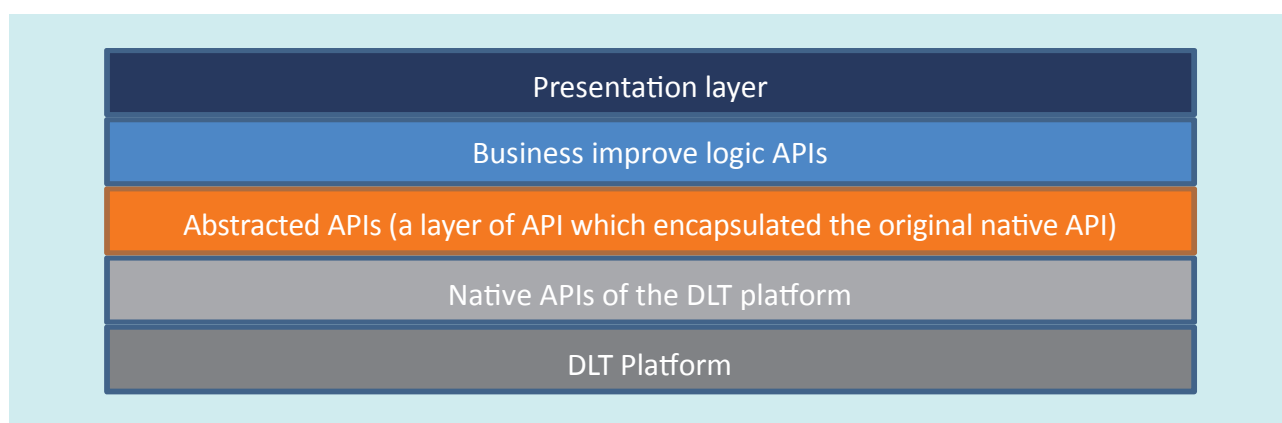 Presentation layer
Business improve logic APIs
Abstracted APIs (a layer of API which encapsulated the original native API)
Native APIs of the DLT platform
DLT Platform